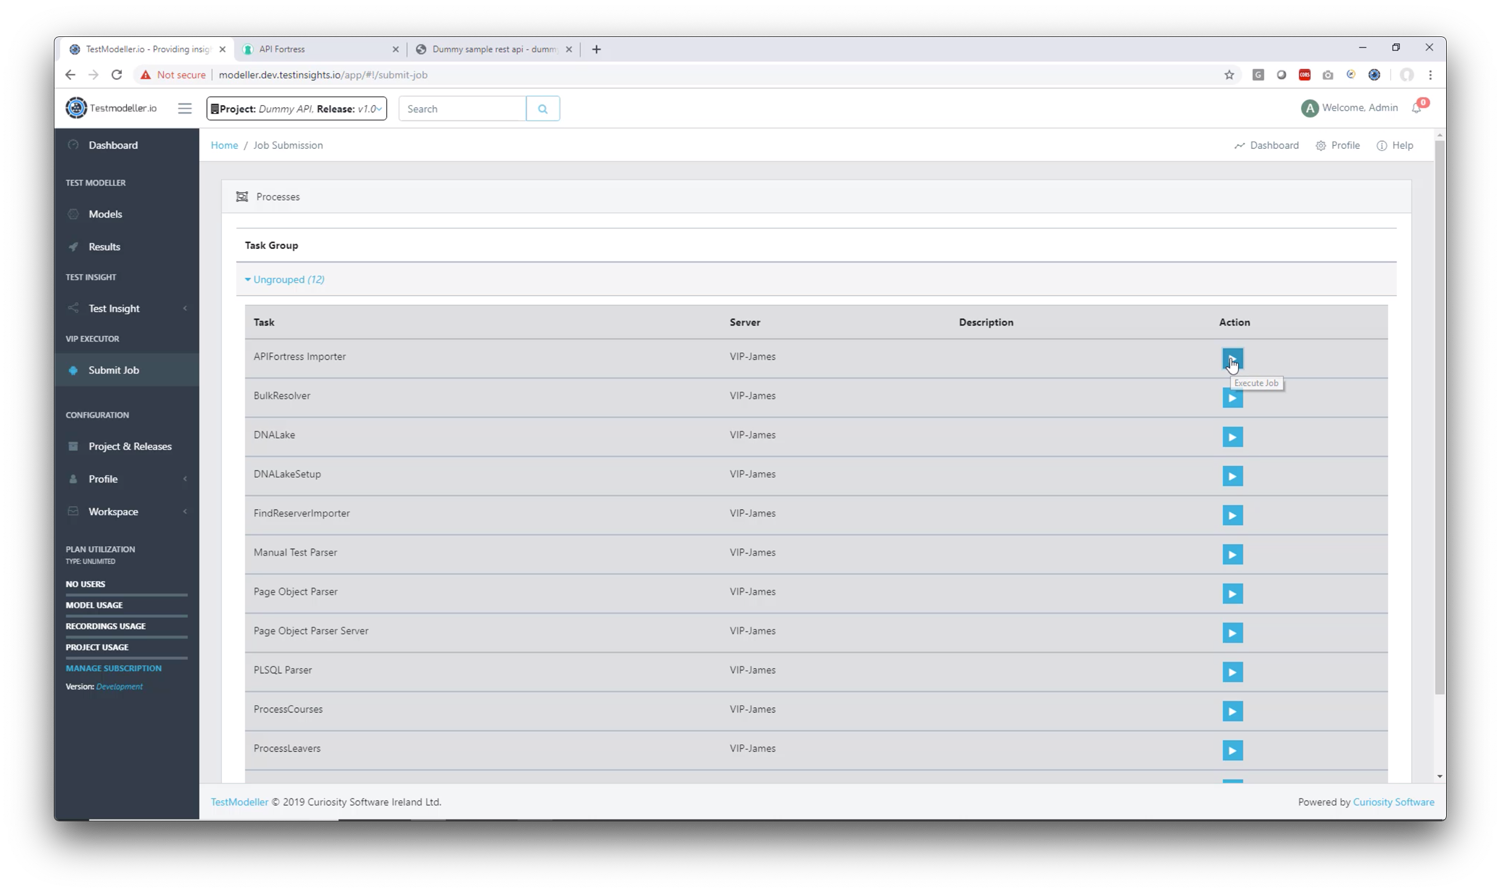 TestModeller.io - Providing insig
API Fortress
Dummy sample rest api - dumm
Not secure | modeller.dev.testinsights.io/app/#!/submit-job
Testmodeller.io
Project: Dummy API, Release: v1.0
Search
A Welcome, Admin
0
Dashboard
TEST MODELLER
Models
Results
TEST INSIGHT
Test Insight
VIP EXECUTOR
Submit Job
CONFIGURATION
Project & Releases
Profile
Workspace
PLAN UTILIZATION
TYPE: UNLIMITED
NO USERS
MODEL USAGE
RECORDINGS USAGE
PROJECT USAGE
MANAGE SUBSCRIPTION
Version: Development
Home / Job Submission
Dashboard Profile Help
Processes
Task Group
Ungrouped (12)
Task Server Description Action
APIFortress Importer VIP-James
Execute Job
BulkResolver VIP-James
DNALake VIP-James
DNALakeSetup VIP-James
FindReserverImporter VIP-James
Manual Test Parser VIP-James
Page Object Parser VIP-James
Page Object Parser Server VIP-James
PLSQL Parser VIP-James
ProcessCourses VIP-James
ProcessLeavers VIP-James
TestModeller © 2019 Curiosity Software Ireland Ltd.
Powered by Curiosity Software